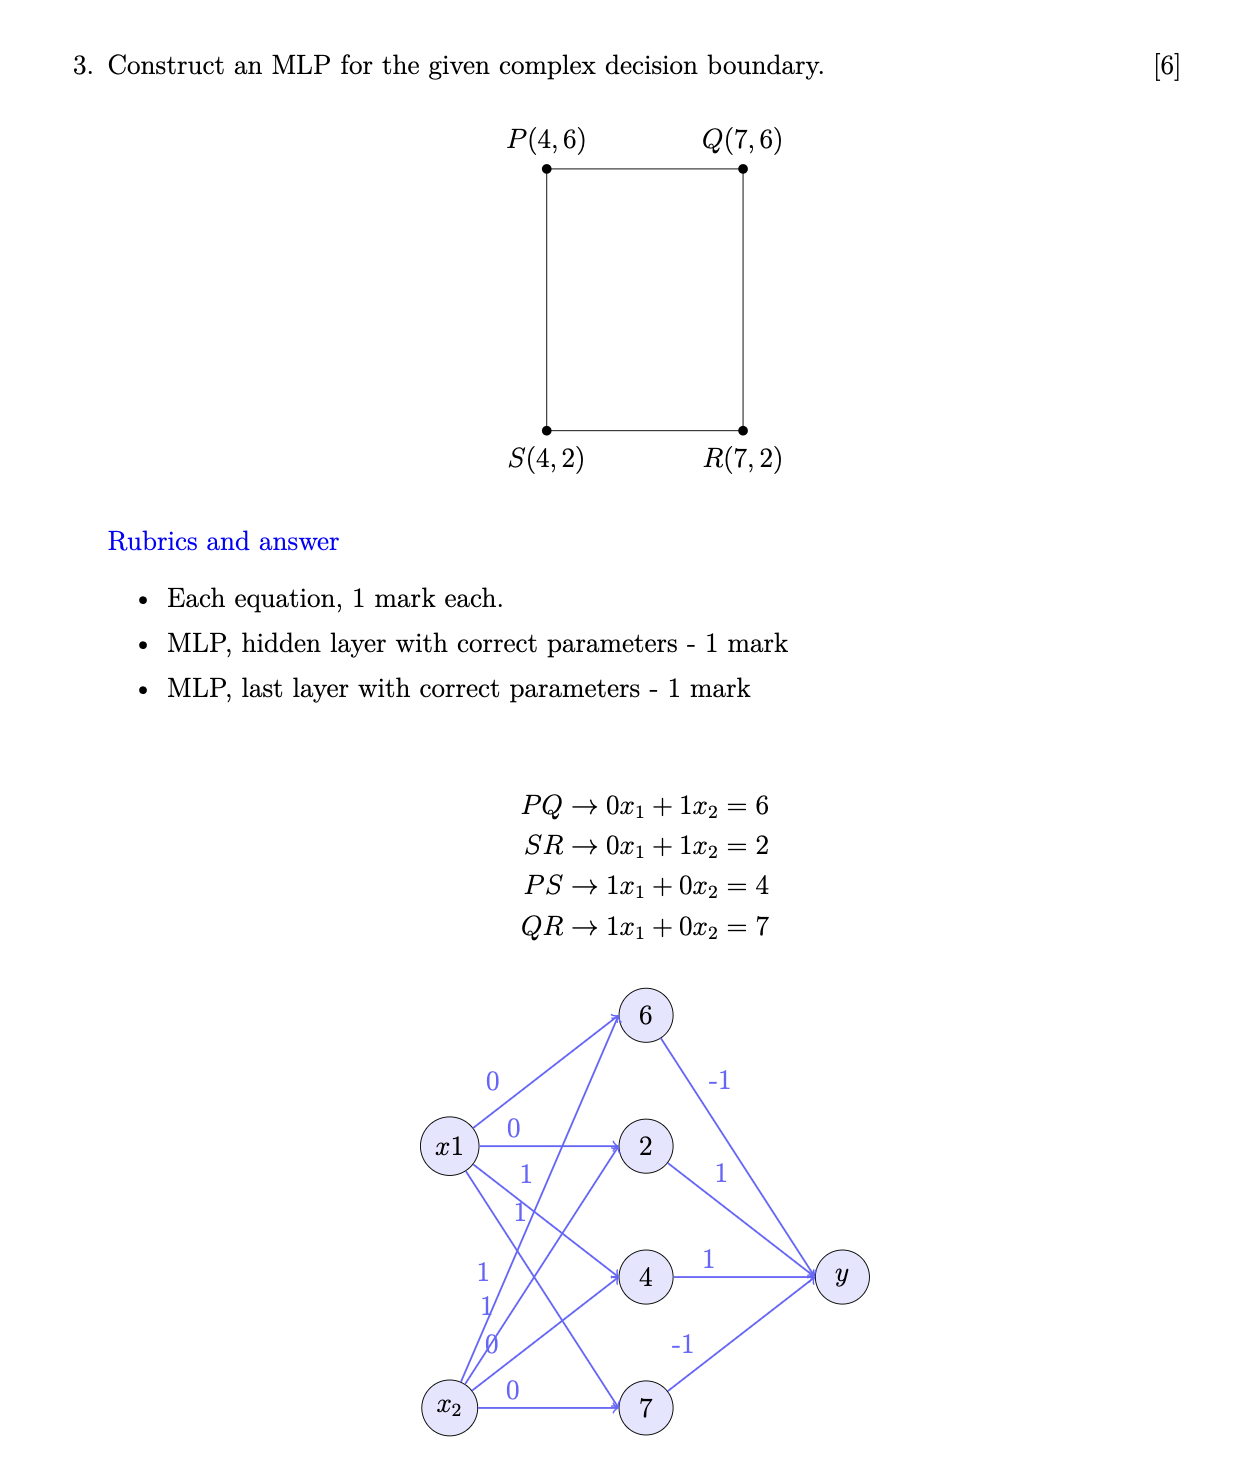 3. Construct an MLP for the given complex decision boundary. [6]
P(4, 6) Q(7, 6)
S(4, 2) R(7, 2)
Rubrics and answer
• Each equation, 1 mark each.
• MLP, hidden layer with correct parameters - 1 mark
• MLP, last layer with correct parameters - 1 mark
PQ → 0x₁ + 1x₂ = 6
SR → 0x₁ + 1x₂ = 2
PS → 1x₁ + 0x₂ = 4
QR → 1x₁ + 0x₂ = 7
6
0 -1
0
x1 2
1 1
1
1 1
4 y
1
0 -1
0
x₂ 7